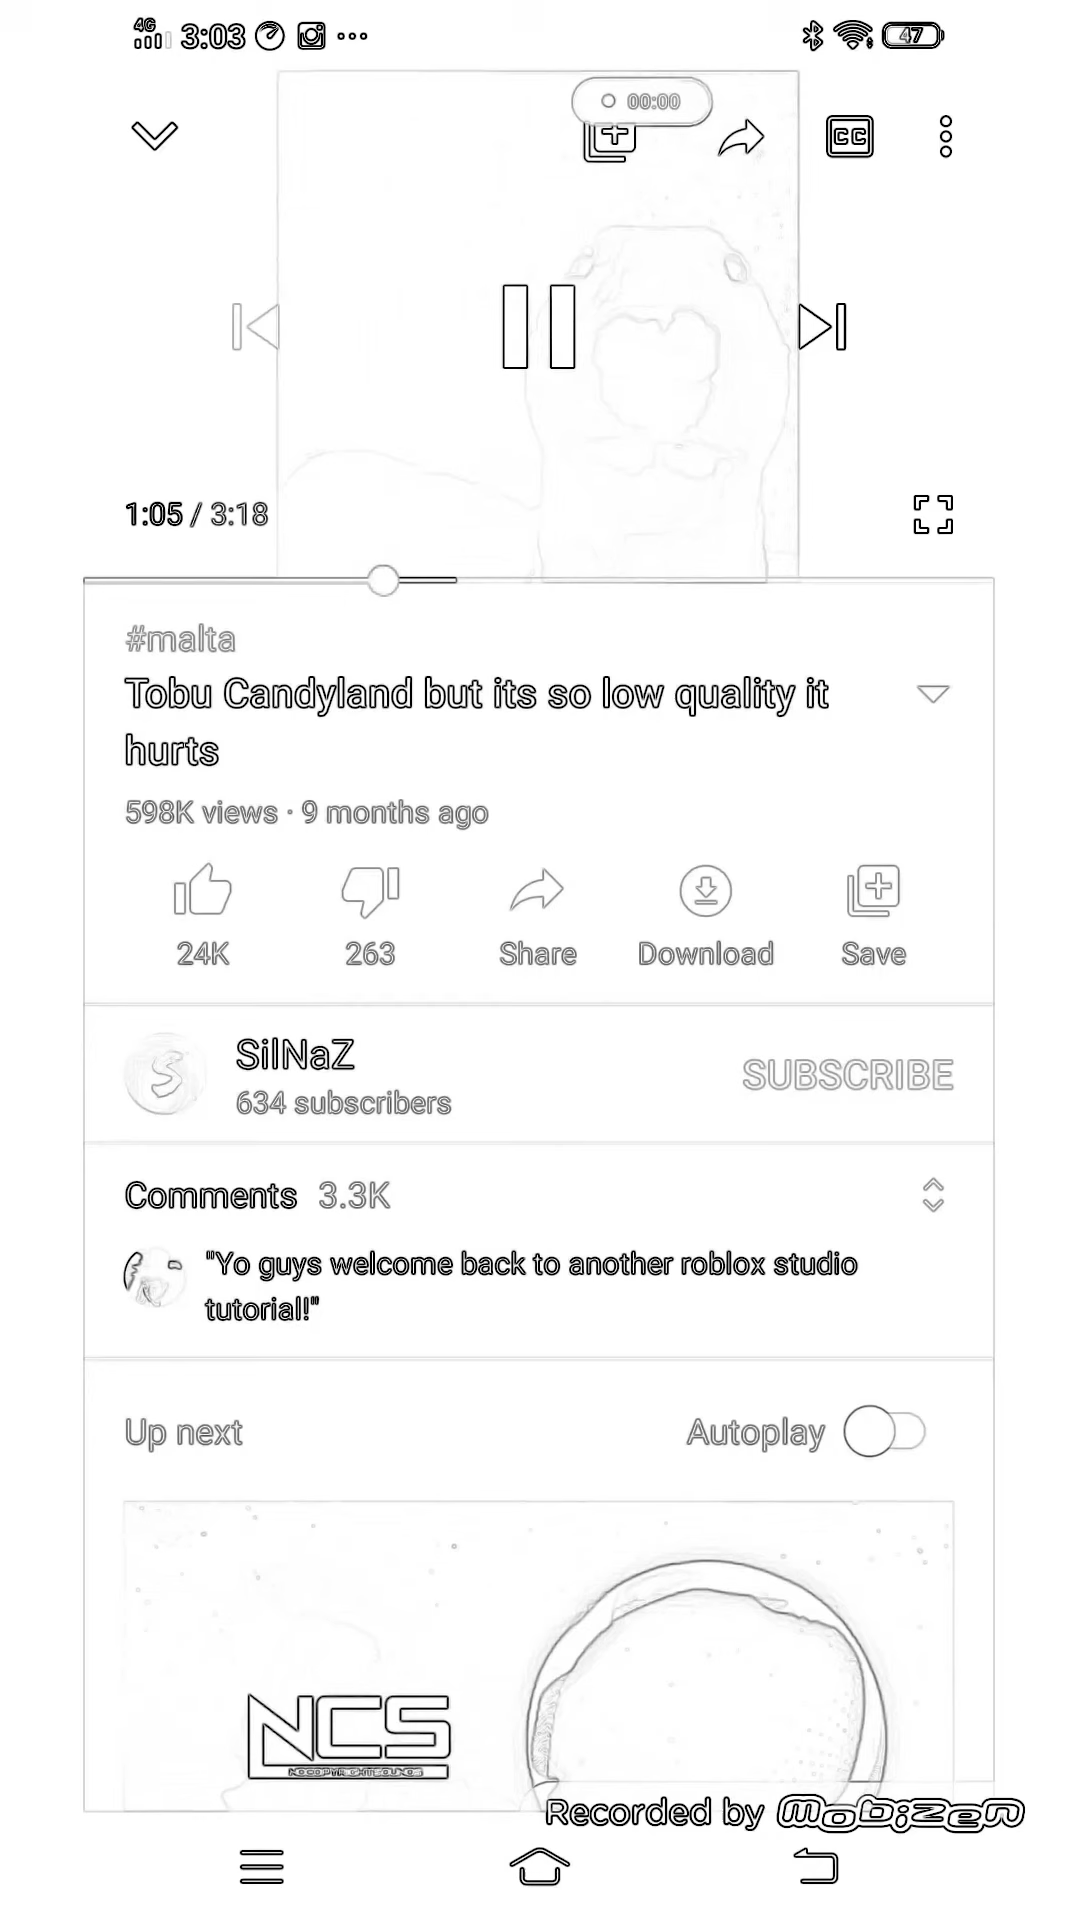 4G 3:03 47
00:00
CC
1:05 / 3:18
#malta
Tobu Candyland but its so low quality it
hurts
598K views · 9 months ago
24K 263 Share Download Save
S
SilNaZ SUBSCRIBE
634 subscribers
Comments 3.3K
"Yo guys welcome back to another roblox studio
tutorial!"
Up next Autoplay
NCS
NOCOPYRIGHTSOUNDS
Recorded by mobizen